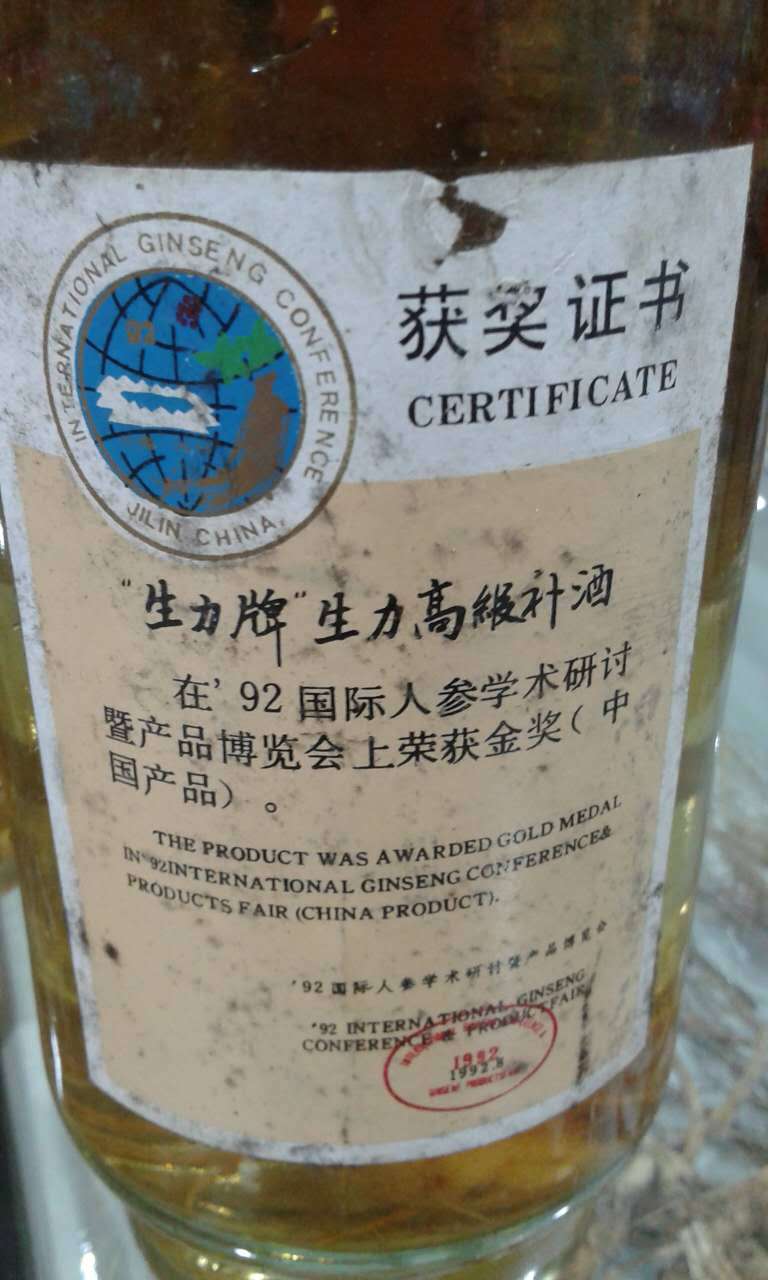 INTERNATIONAL GINSENG CONFERENCE
92
JILIN CHINA
获奖证书
CERTIFICATE
“生力牌”生力高级补酒
在'92国际人参学术研讨
暨产品博览会上荣获金奖(中
国产品)。
THE PRODUCT WAS AWARDED GOLD MEDAL
IN'92INTERNATIONAL GINSENG CONFERENCE&
PRODUCTS FAIR (CHINA PRODUCT).
'92国际人参学术研讨暨产品博览会
'92 INTERNATIONAL GINSENG
CONFERENCE & PRODUCT FAIR
1992
1992.8